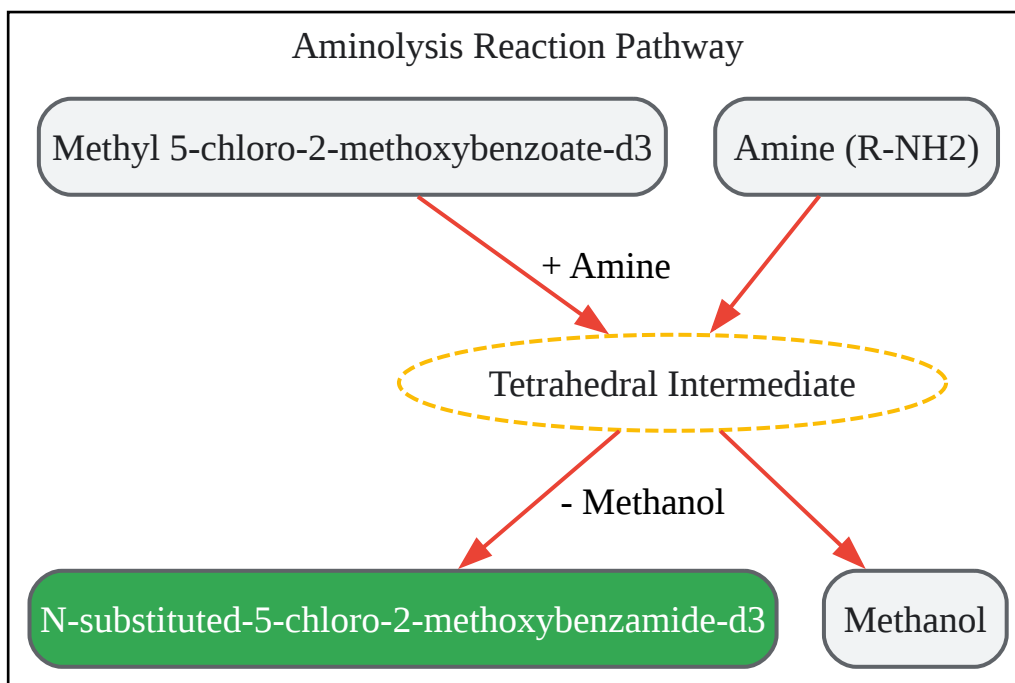 Aminolysis Reaction Pathway
Methyl 5-chloro-2-methoxybenzoate-d3
Amine (R-NH2)
+ Amine
Tetrahedral Intermediate
- Methanol
N-substituted-5-chloro-2-methoxybenzamide-d3
Methanol